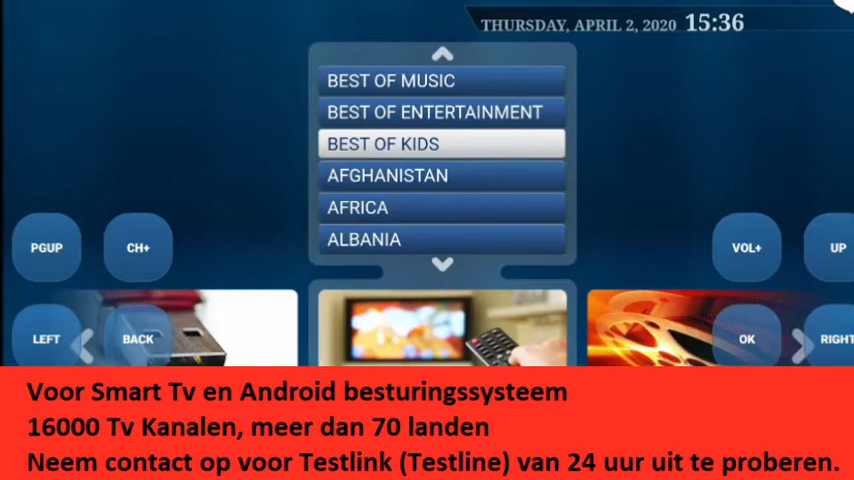 THURSDAY, APRIL 2, 2020 15:36
BEST OF MUSIC
BEST OF ENTERTAINMENT
BEST OF KIDS
AFGHANISTAN
AFRICA
ALBANIA
PGUP CH+ VOL+ UP
LEFT BACK OK RIGHT
Voor Smart Tv en Android besturingssysteem
16000 Tv Kanalen, meer dan 70 landen
Neem contact op voor Testlink (Testline) van 24 uur uit te proberen.